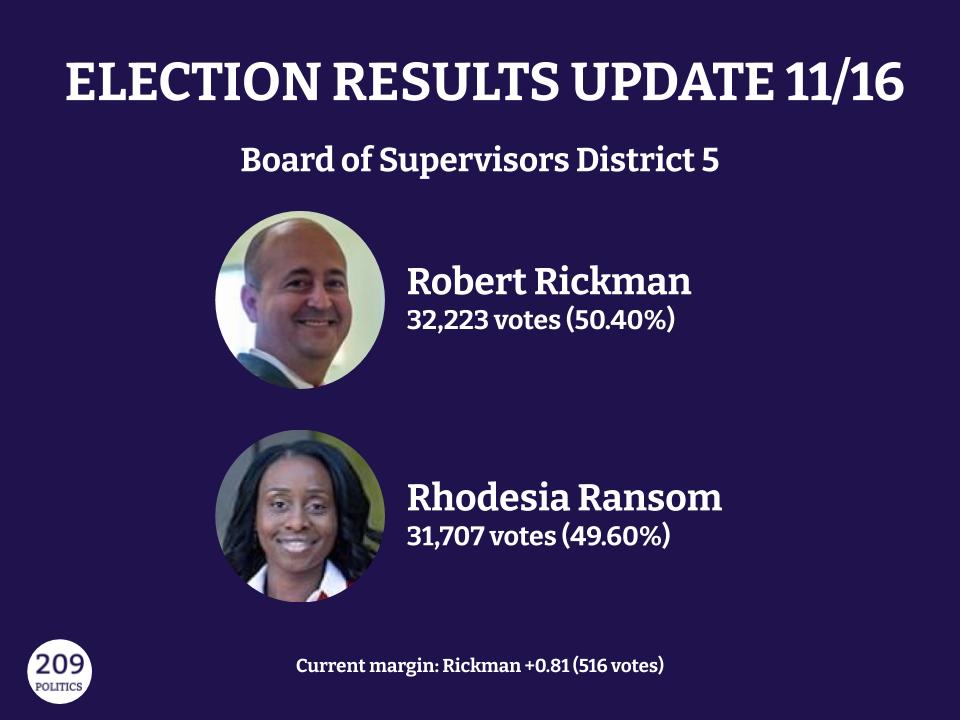 ELECTION RESULTS UPDATE 11/16
Board of Supervisors District 5
Robert Rickman
32,223 votes (50.40%)
Rhodesia Ransom
31,707 votes (49.60%)
Current margin: Rickman +0.81 (516 votes)
209
POLITICS